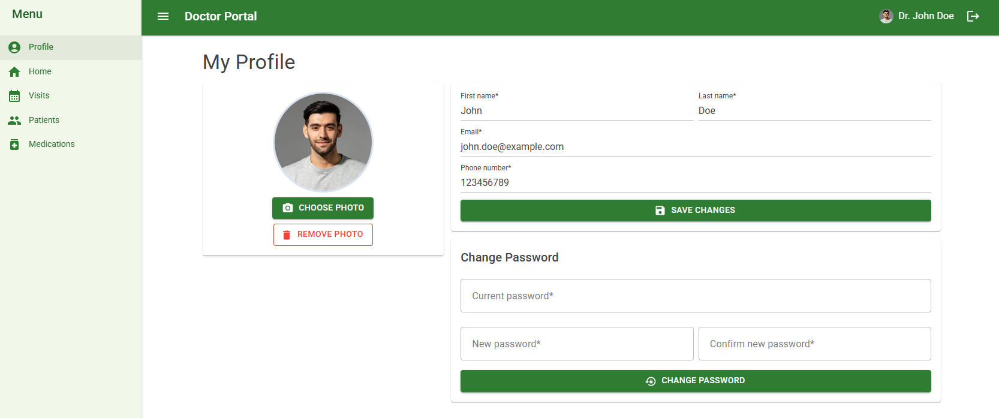 Menu
Doctor Portal
Dr. John Doe
Profile
Home
Visits
Patients
Medications
My Profile
CHOOSE PHOTO
REMOVE PHOTO
First name*
Last name*
John
Doe
Email*
john.doe@example.com
Phone number*
123456789
SAVE CHANGES
Change Password
Current password*
New password*
Confirm new password*
CHANGE PASSWORD